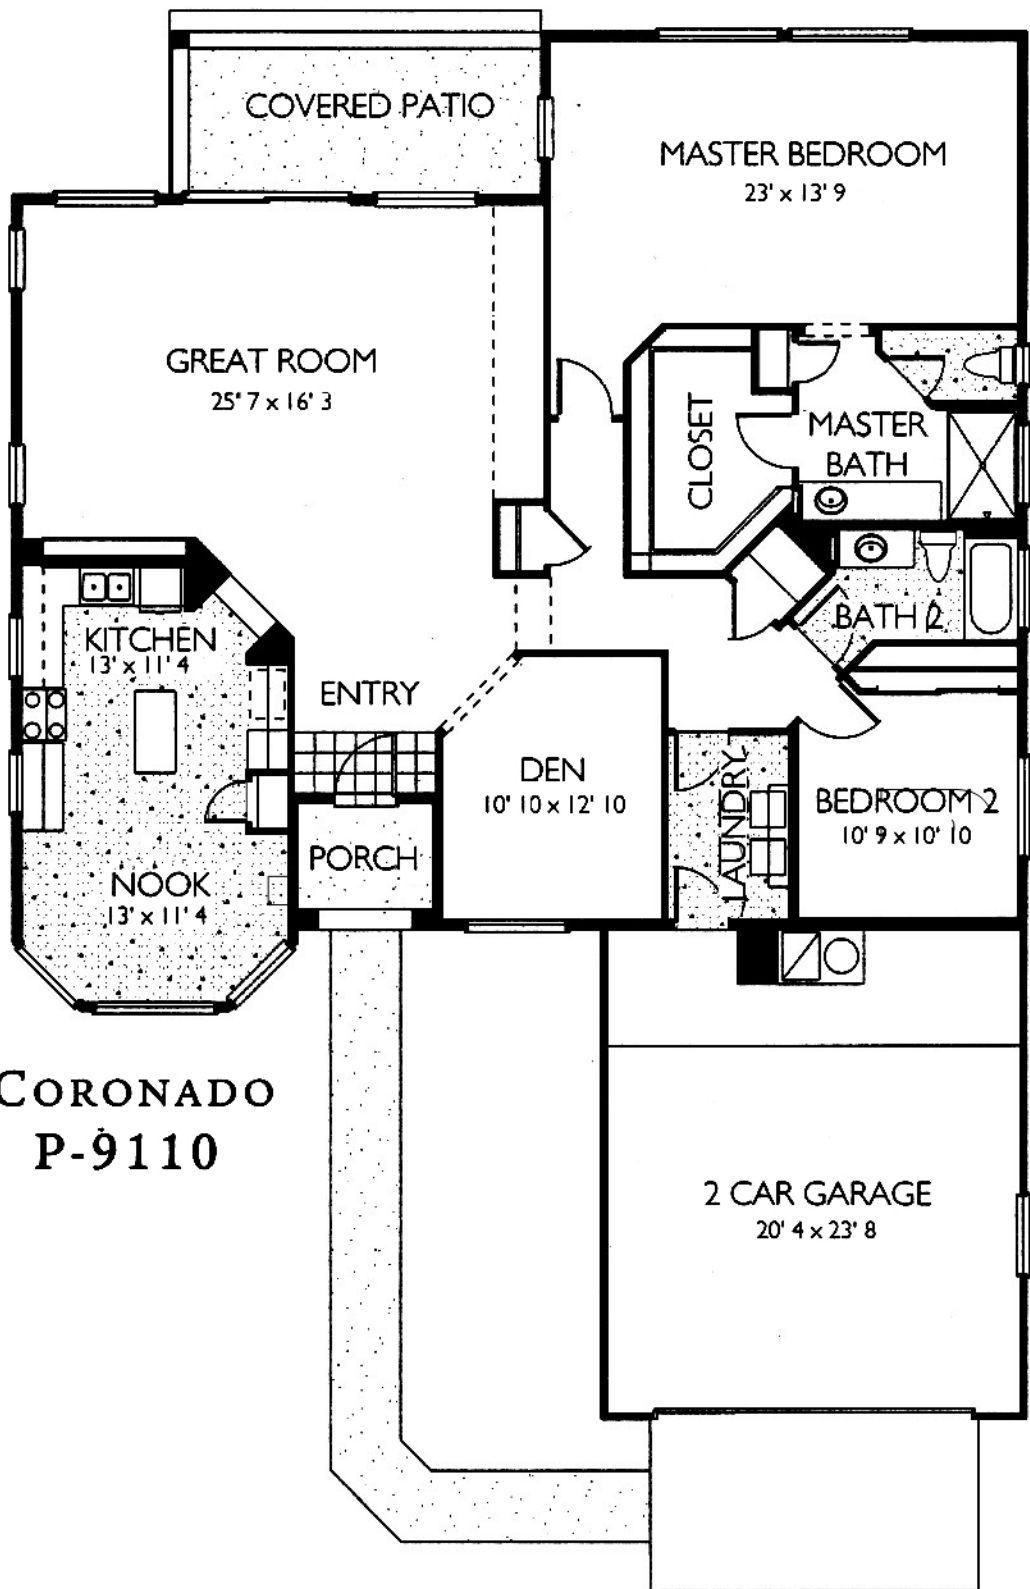 COVERED PATIO
MASTER BEDROOM
23' x 13' 9
GREAT ROOM
25' 7 x 16' 3
CLOSET
MASTER
BATH
BATH 2
KITCHEN
13' x 11' 4
ENTRY
DEN
10' 10 x 12' 10
LAUNDRY
BEDROOM 2
10' 9 x 10' 10
PORCH
NOOK
13' x 11' 4
CORONADO
P-9110
2 CAR GARAGE
20' 4 x 23' 8